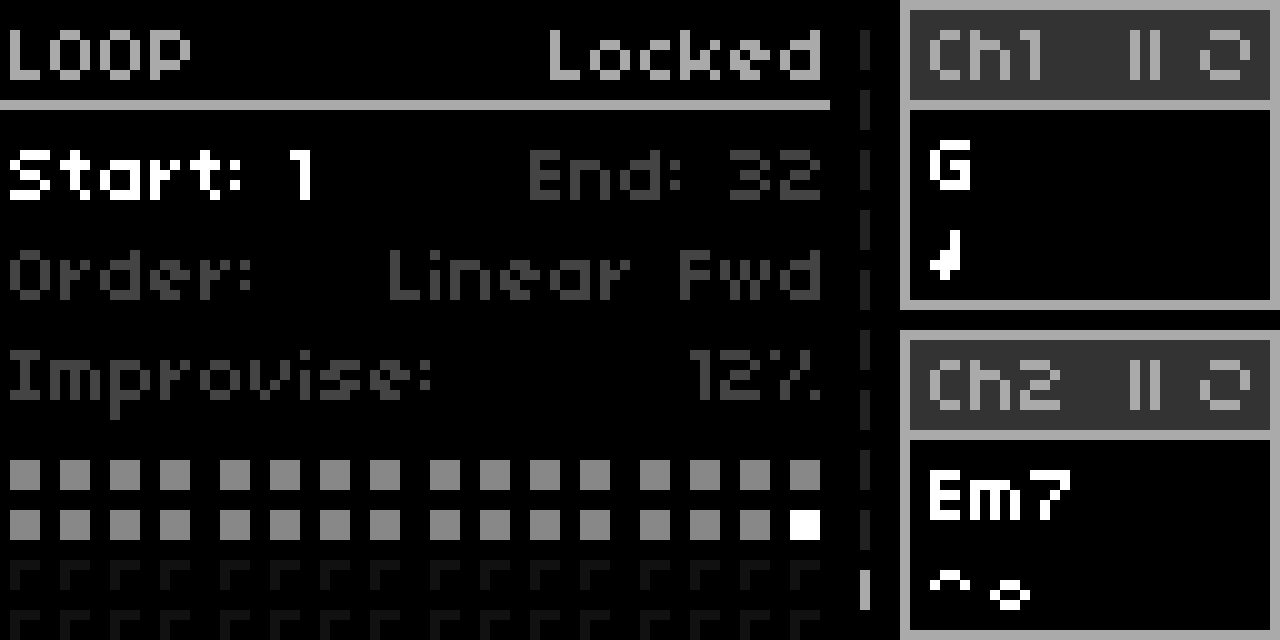 LOOP Locked
Start: 1 End: 32
Order: Linear Fwd
Improvise: 12%
Ch1
G
Ch2
Em7